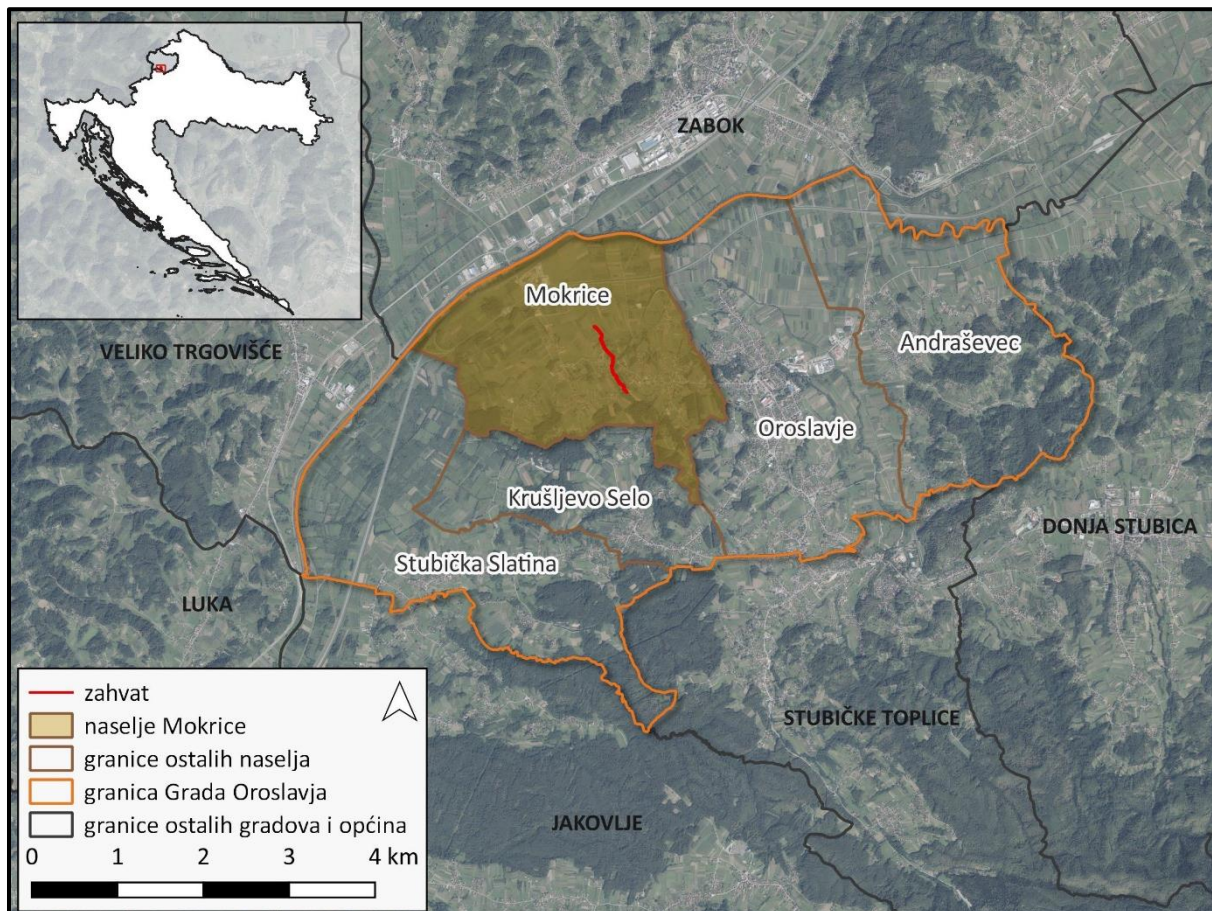 ZABOK
Mokrice
VELIKO TRGOVIŠĆE
Andraševec
Oroslavje
Krušljevo Selo
DONJA STUBICA
Stubička Slatina
LUKA
STUBIČKE TOPLICE
JAKOVLJE
zahvat
naselje Mokrice
granice ostalih naselja
granica Grada Oroslavja
granice ostalih gradova i općina
0 1 2 3 4 km